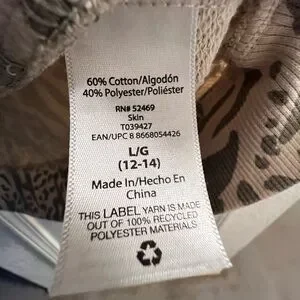 60% Cotton/Algodón
40% Polyester/Poliéster
RN# 52469
Skin
T039427
EAN/UPC 8 8668054426
L/G
(12-14)
Made In/Hecho En
China
THIS LABEL YARN IS MADE
OUT OF 100% RECYCLED
POLYESTER MATERIALS